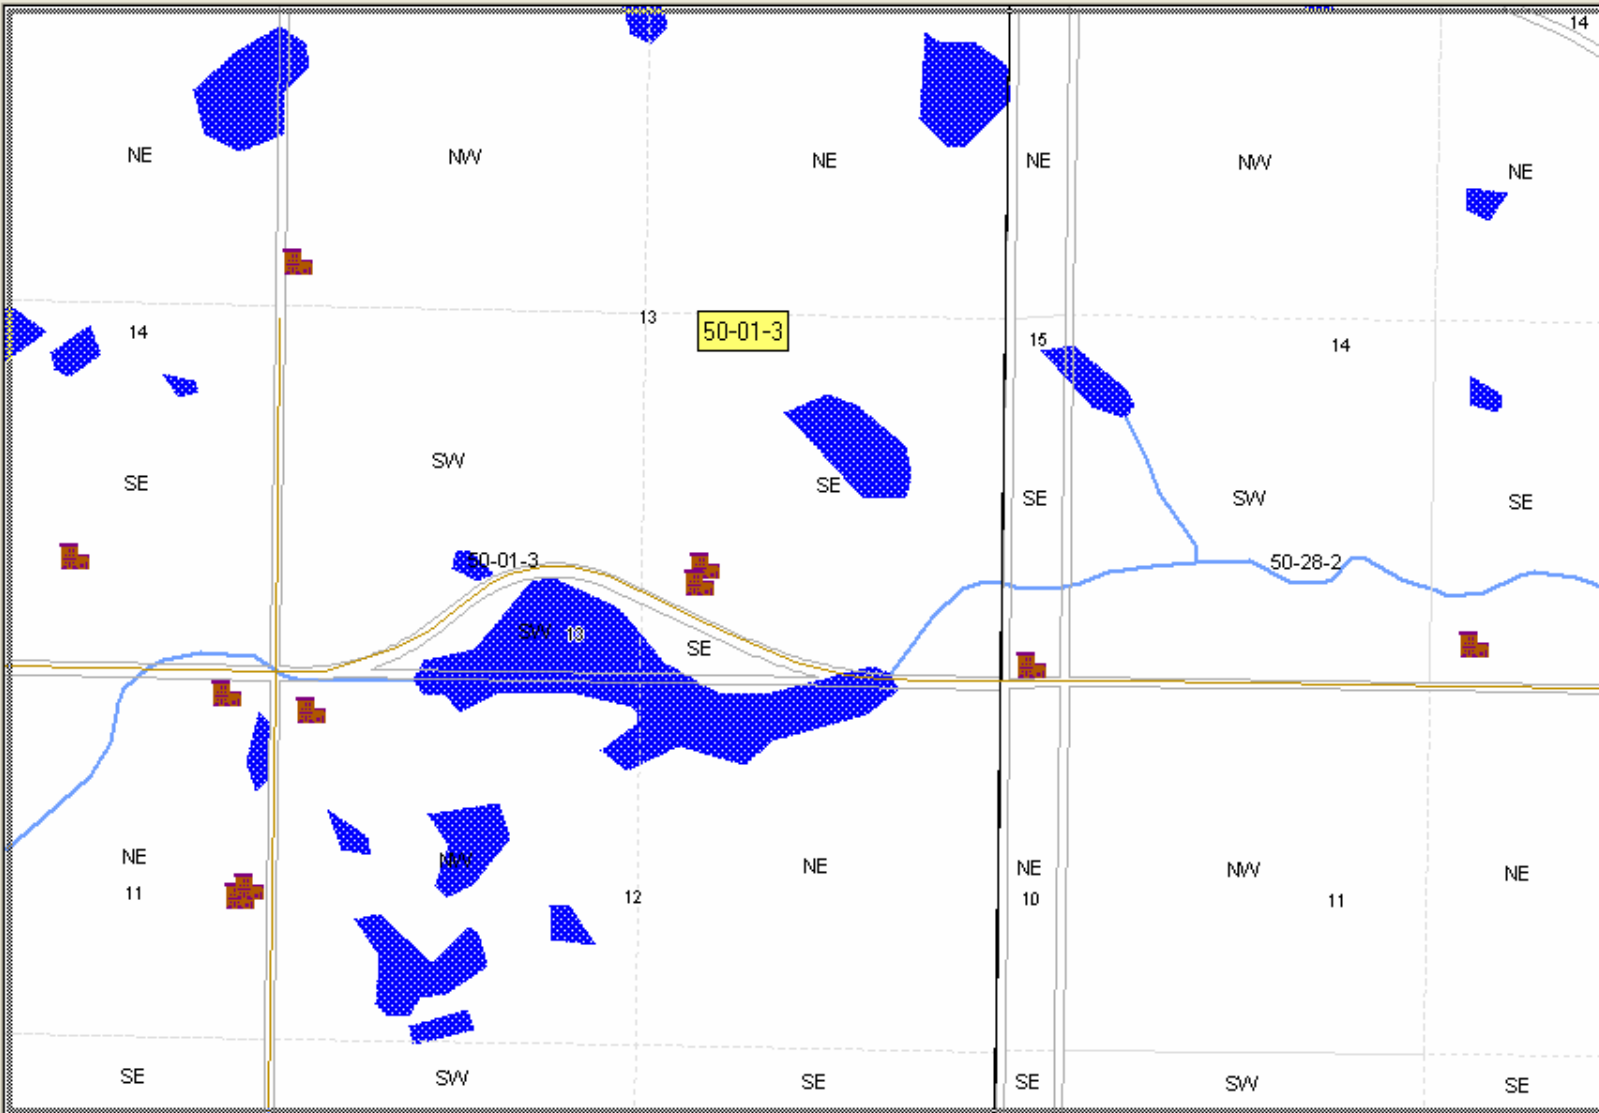 14
NE NW NE NE NW NE
13
50-01-3
14
15
14
SW
SE SE SE SW SE
50-01-3
50-28-2
SW
SE
NE NW NE NE NW NE
11 12 10 11
SE SW SE SE SW SE